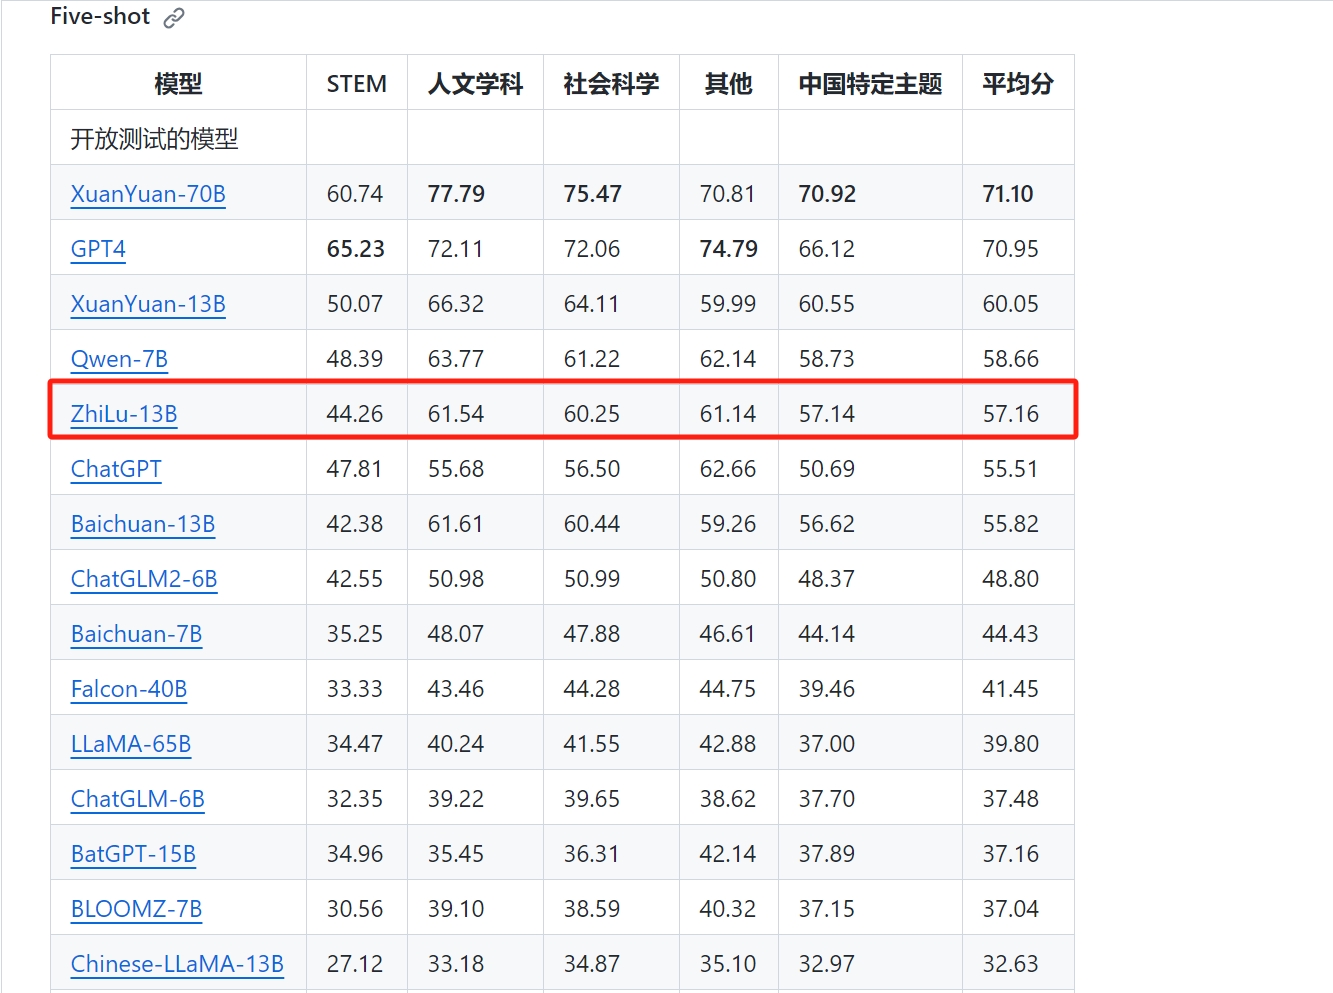 Five-shot
模型 STEM 人文学科 社会科学 其他 中国特定主题 平均分
开放测试的模型
XuanYuan-70B 60.74 77.79 75.47 70.81 70.92 71.10
GPT4 65.23 72.11 72.06 74.79 66.12 70.95
XuanYuan-13B 50.07 66.32 64.11 59.99 60.55 60.05
Qwen-7B 48.39 63.77 61.22 62.14 58.73 58.66
ZhiLu-13B 44.26 61.54 60.25 61.14 57.14 57.16
ChatGPT 47.81 55.68 56.50 62.66 50.69 55.51
Baichuan-13B 42.38 61.61 60.44 59.26 56.62 55.82
ChatGLM2-6B 42.55 50.98 50.99 50.80 48.37 48.80
Baichuan-7B 35.25 48.07 47.88 46.61 44.14 44.43
Falcon-40B 33.33 43.46 44.28 44.75 39.46 41.45
LLaMA-65B 34.47 40.24 41.55 42.88 37.00 39.80
ChatGLM-6B 32.35 39.22 39.65 38.62 37.70 37.48
BatGPT-15B 34.96 35.45 36.31 42.14 37.89 37.16
BLOOMZ-7B 30.56 39.10 38.59 40.32 37.15 37.04
Chinese-LLaMA-13B 27.12 33.18 34.87 35.10 32.97 32.63